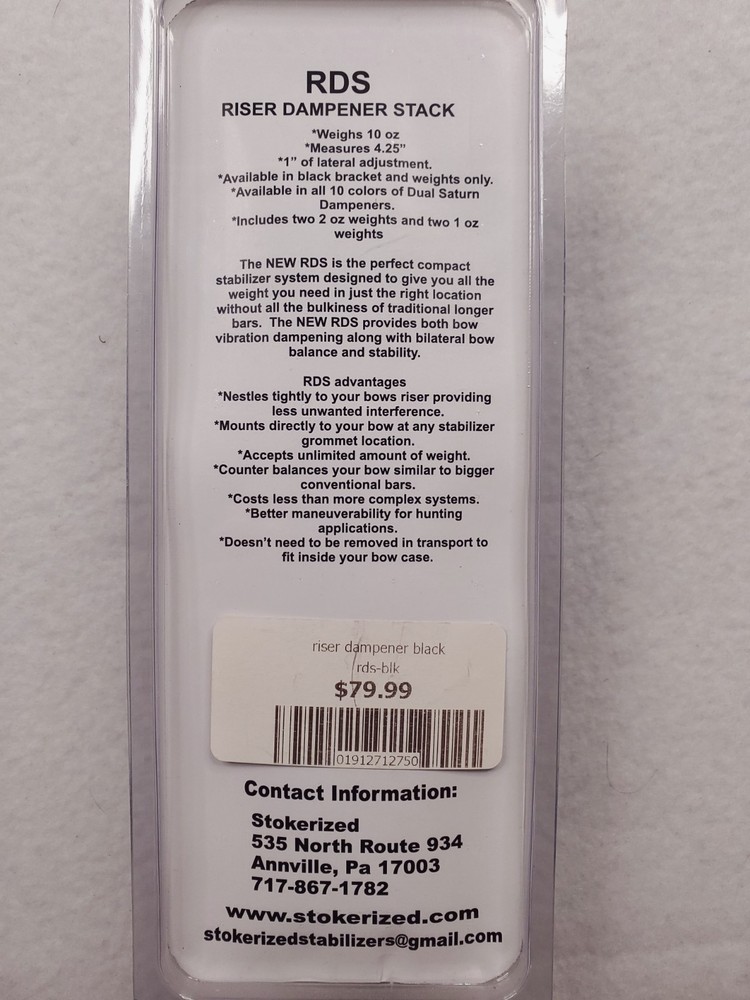 RDS
RISER DAMPENER STACK
*Weighs 10 oz
*Measures 4.25”
*1” of lateral adjustment.
*Available in black bracket and weights only.
*Available in all 10 colors of Dual Saturn
Dampeners.
*Includes two 2 oz weights and two 1 oz
weights
The NEW RDS is the perfect compact
stabilizer system designed to give you all the
weight you need in just the right location
without all the bulkiness of traditional longer
bars. The NEW RDS provides both bow
vibration dampening along with bilateral bow
balance and stability.
RDS advantages
*Nestles tightly to your bows riser providing
less unwanted interference.
*Mounts directly to your bow at any stabilizer
grommet location.
*Accepts unlimited amount of weight.
*Counter balances your bow similar to bigger
conventional bars.
*Costs less than more complex systems.
*Better maneuverability for hunting
applications.
*Doesn’t need to be removed in transport to
fit inside your bow case.
riser dampener black
rds-blk
$79.99
01912712750
Contact Information:
Stokerized
535 North Route 934
Annville, Pa 17003
717-867-1782
www.stokerized.com
stokerizedstabilizers@gmail.com